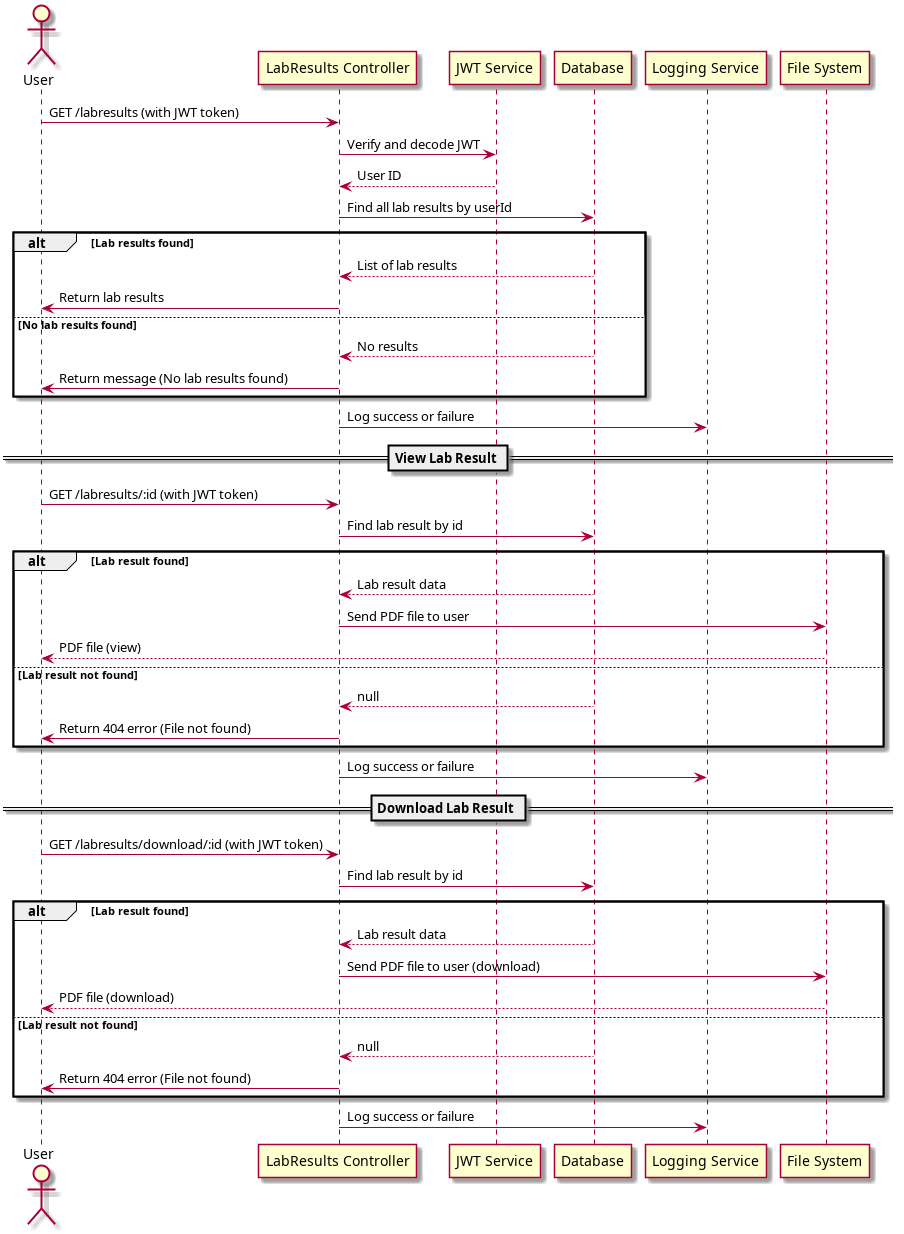 User
LabResults Controller
JWT Service
Database
Logging Service
File System
GET /labresults (with JWT token)
Verify and decode JWT
User ID
Find all lab results by userId
alt
[Lab results found]
List of lab results
Return lab results
[No lab results found]
No results
Return message (No lab results found)
Log success or failure
View Lab Result
GET /labresults/:id (with JWT token)
Find lab result by id
alt
[Lab result found]
Lab result data
Send PDF file to user
PDF file (view)
[Lab result not found]
null
Return 404 error (File not found)
Log success or failure
Download Lab Result
GET /labresults/download/:id (with JWT token)
Find lab result by id
alt
[Lab result found]
Lab result data
Send PDF file to user (download)
PDF file (download)
[Lab result not found]
null
Return 404 error (File not found)
Log success or failure
User
LabResults Controller
JWT Service
Database
Logging Service
File System